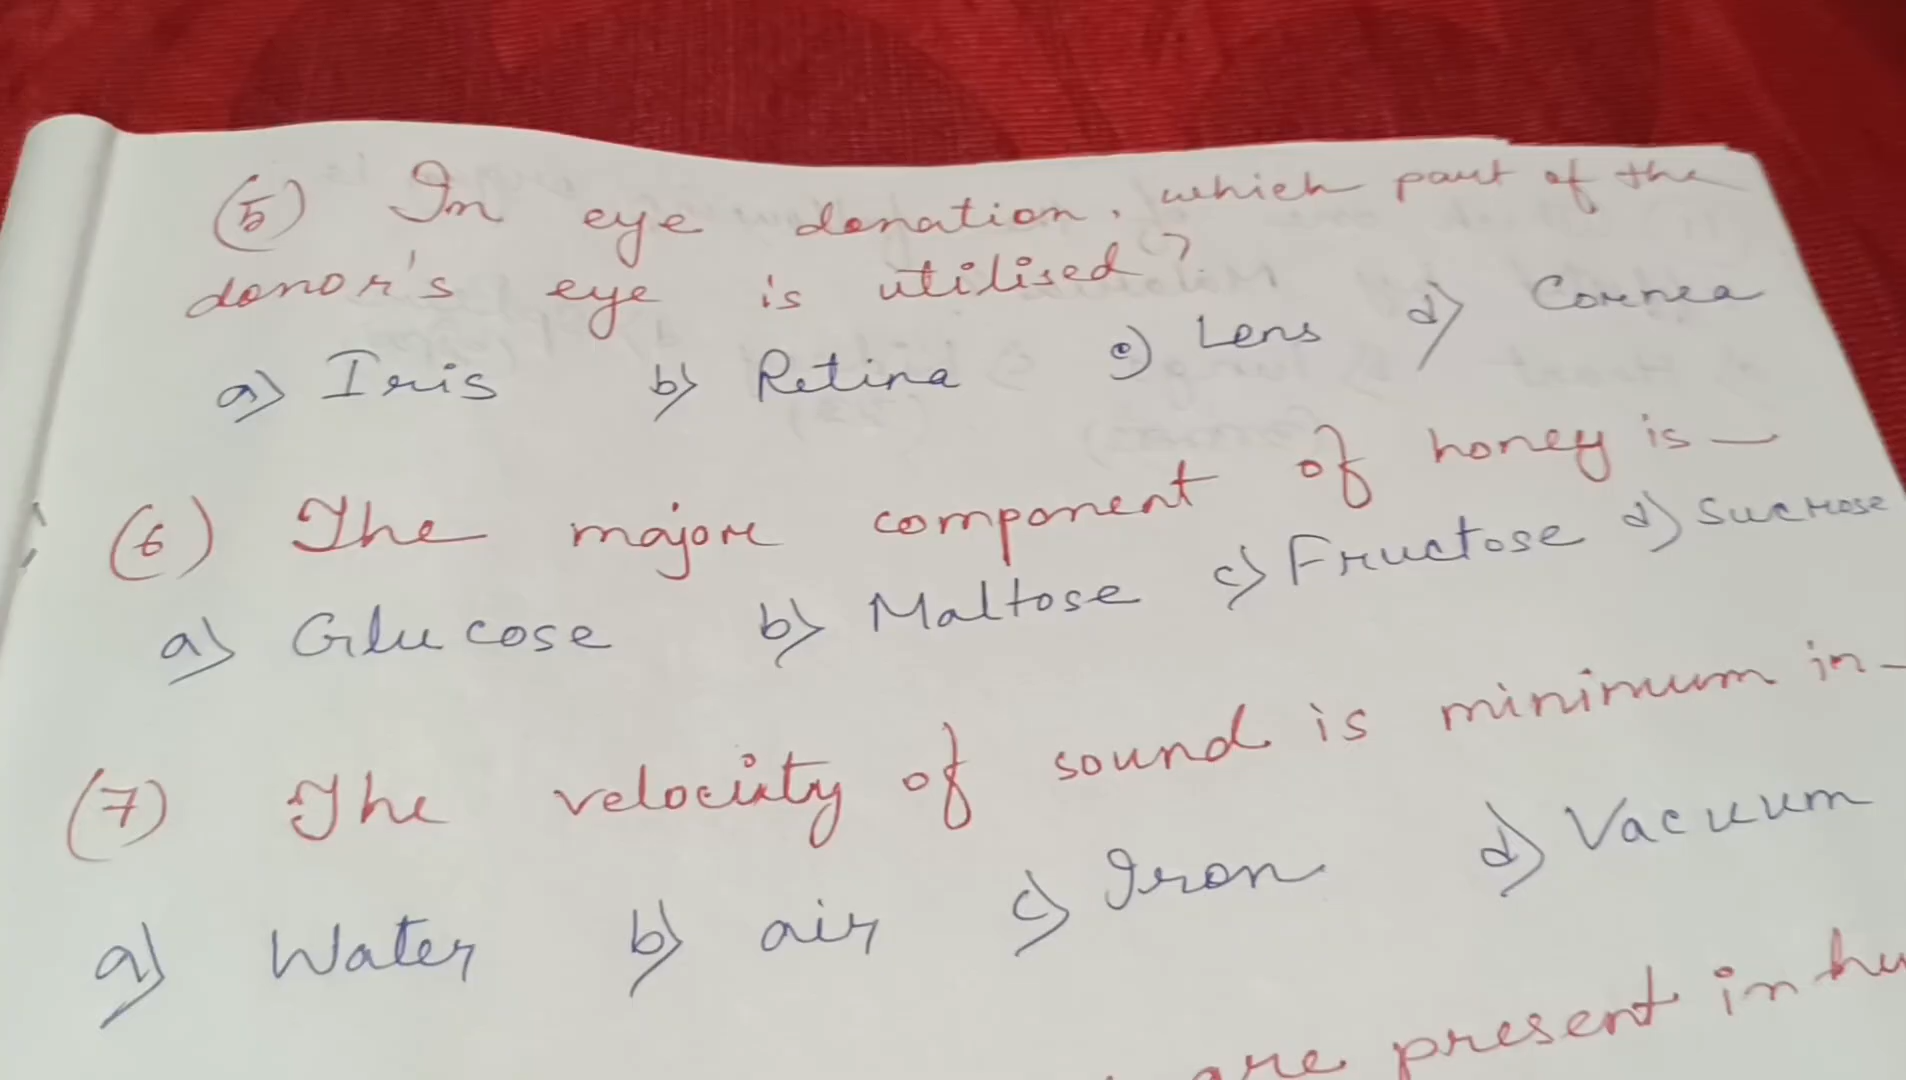 (5) In eye donation, which part of the
donor's eye is utilised?
a) Iris b) Retina c) Lens d) Cornea
(6) The major component of honey is —
a) Glucose b) Maltose c) Fructose d) sucrose
(7) The velocity of sound is minimum in -
a) Water b) air c) Iron d) Vacuum
are present in hu